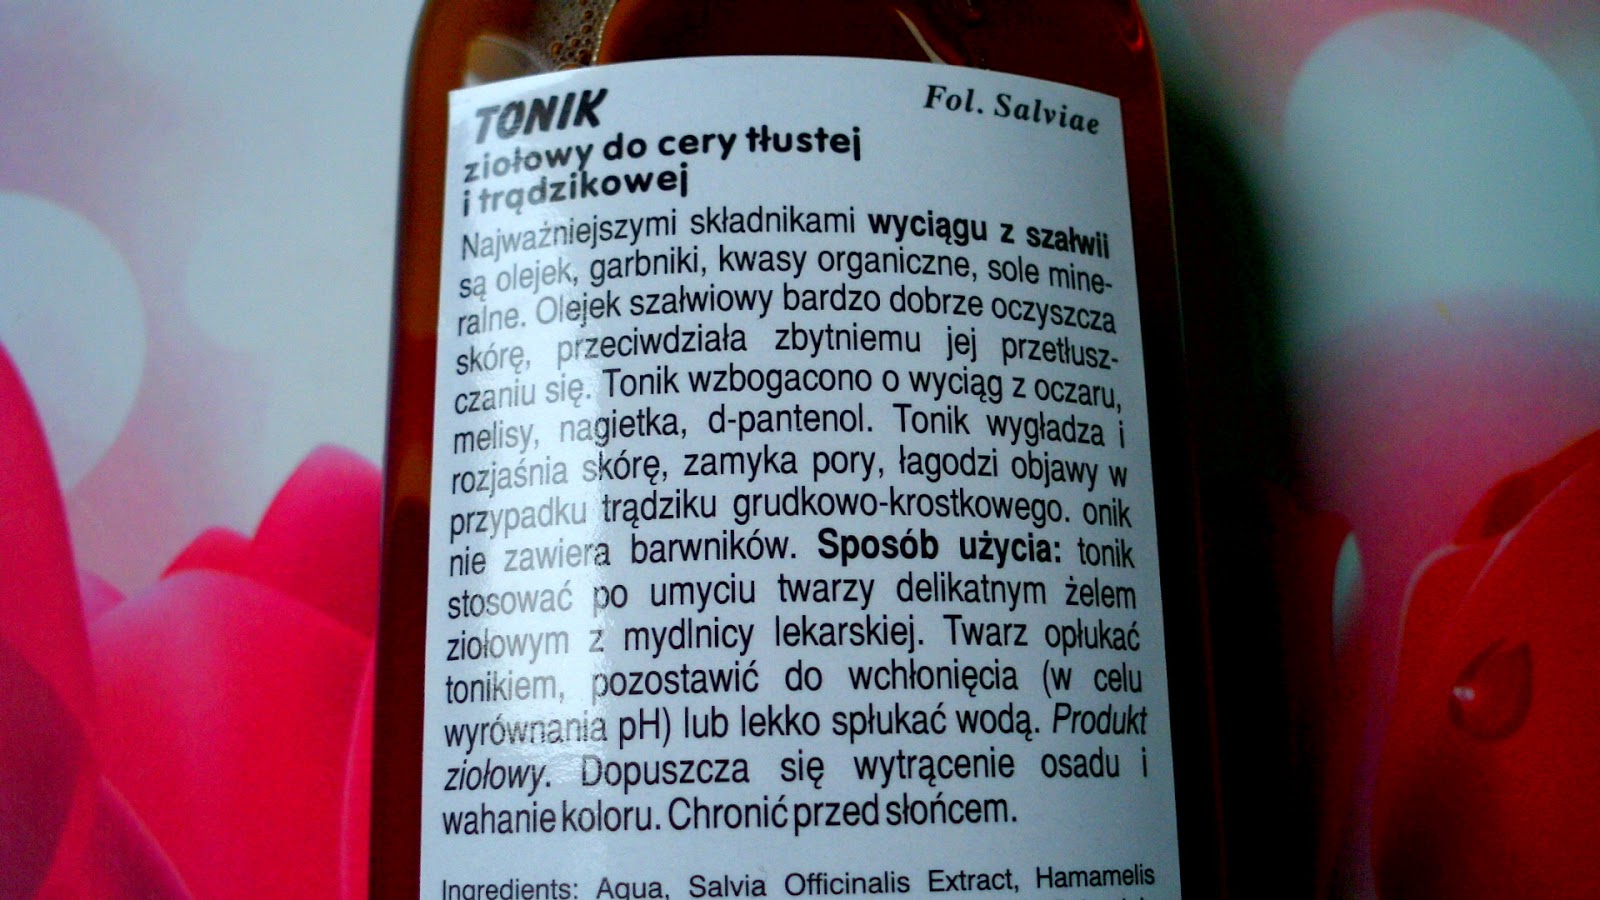 TONIK
Fol. Salviae
ziołowy do cery tłustej
i trądzikowej
Najważniejszymi składnikami wyciągu z szałwii
są olejek, garbniki, kwasy organiczne, sole mine-
ralne. Olejek szałwiowy bardzo dobrze oczyszcza
skórę, przeciwdziała zbytniemu jej przetłusz-
czaniu się. Tonik wzbogacono o wyciąg z oczaru,
melisy, nagietka, d-pantenol. Tonik wygładza i
rozjaśnia skórę, zamyka pory, łagodzi objawy w
przypadku trądziku grudkowo-krostkowego. onik
nie zawiera barwników. Sposób użycia: tonik
stosować po umyciu twarzy delikatnym żelem
ziołowym z mydlnicy lekarskiej. Twarz opłukać
tonikiem, pozostawić do wchłonięcia (w celu
wyrównania pH) lub lekko spłukać wodą. Produkt
ziołowy. Dopuszcza się wytrącenie osadu i
wahanie koloru. Chronić przed słońcem.
Ingredients: Aqua, Salvia Officinalis Extract, Hamamelis